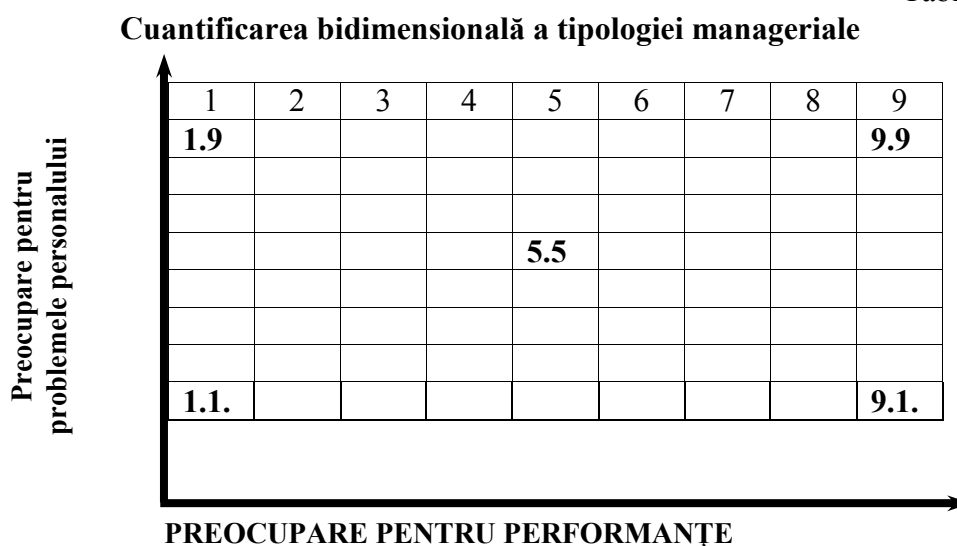 Cuantificarea bidimensională a tipologiei manageriale
1 2 3 4 5 6 7 8 9
1.9 9.9
5.5
1.1. 9.1.
Preocupare pentru
problemele personalului
PREOCUPARE PENTRU PERFORMANȚE